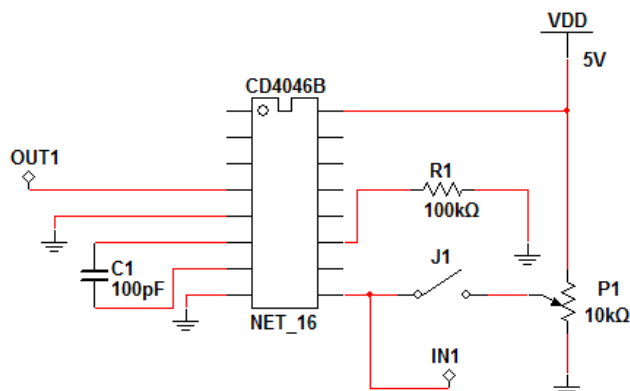 VDD
5V
CD4046B
OUT1
R1
100kΩ
C1
100pF
J1
P1
10kΩ
NET_16
IN1